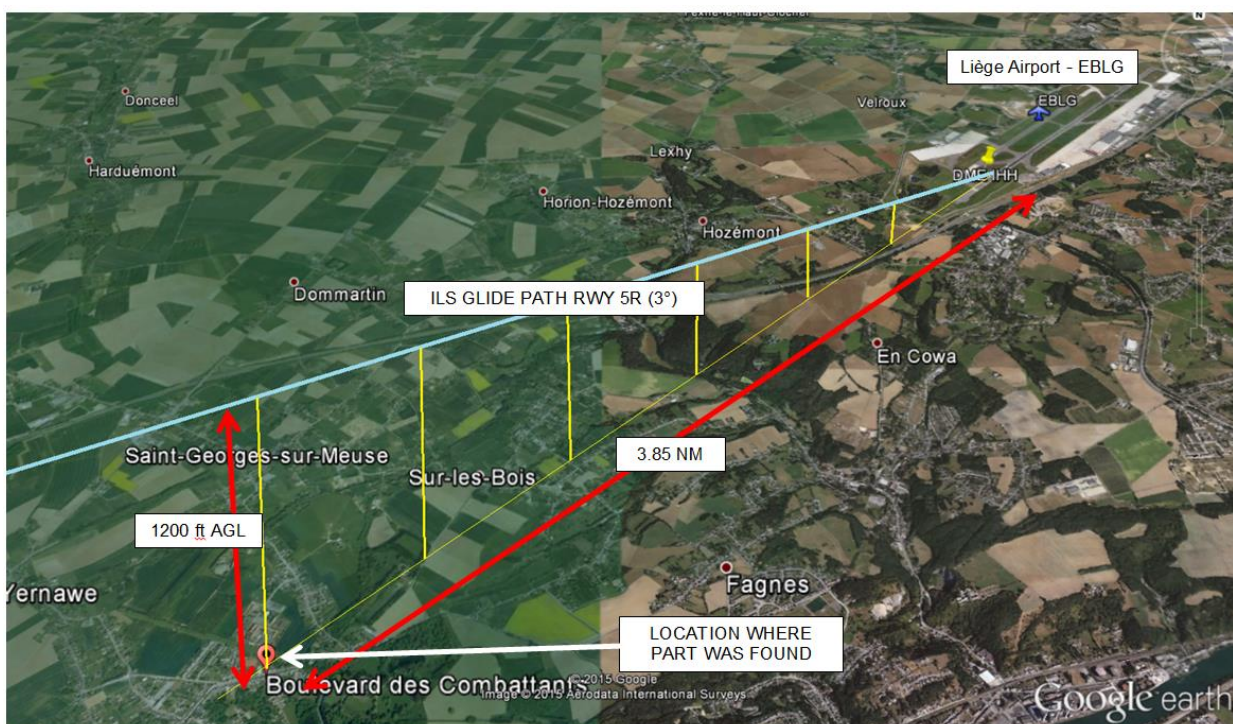 N
Donceel
Liège Airport - EBLG
Velroux
EBLG
Harduémont
Lexhy
DME IHH
Horion-Hozémont
Hozémont
Dommartin
ILS GLIDE PATH RWY 5R (3°)
En Cowa
Saint-Georges-sur-Meuse
3.85 NM
Sur-les-Bois
1200 ft AGL
Fagnes
Yernawe
LOCATION WHERE
PART WAS FOUND
Boulevard des Combattants
© 2015 Google
Image © 2015 Aerodata International Surveys
Google earth